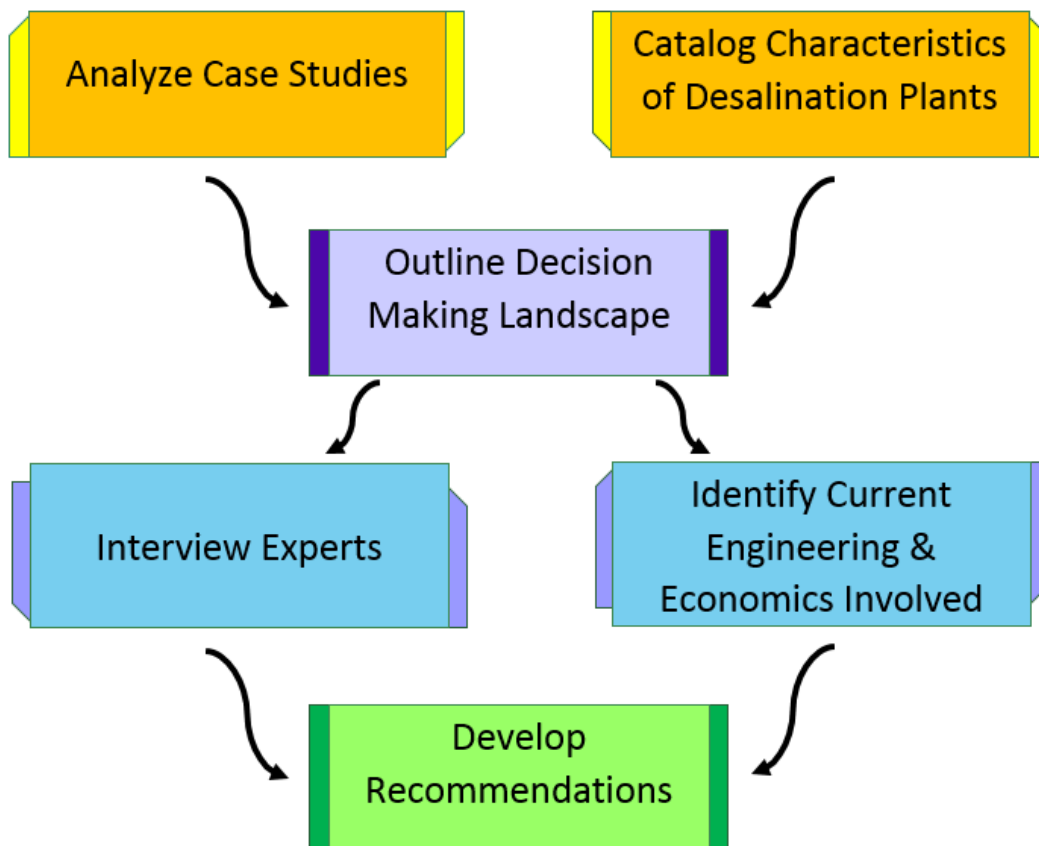 Analyze Case Studies
Catalog Characteristics
of Desalination Plants
Outline Decision
Making Landscape
Interview Experts
Identify Current
Engineering &
Economics Involved
Develop
Recommendations